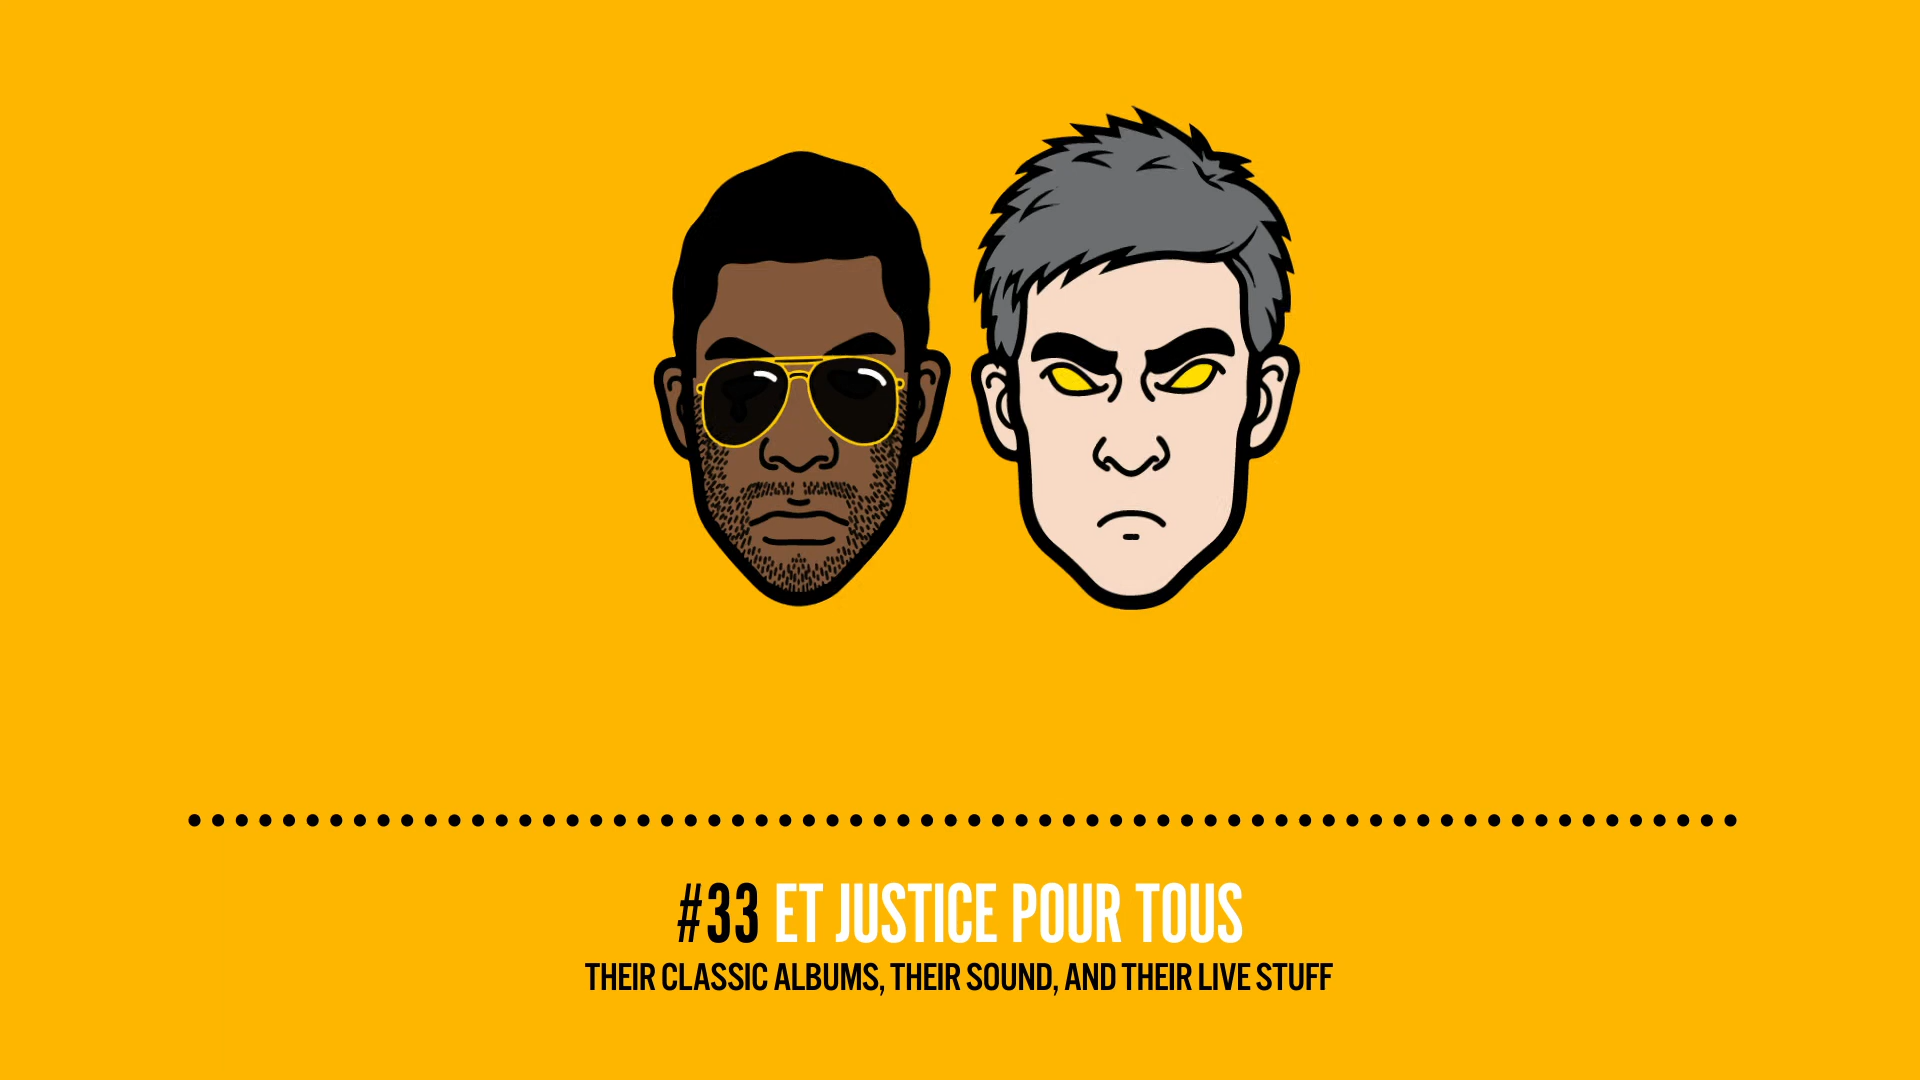 #33 ET JUSTICE POUR TOUS
THEIR CLASSIC ALBUMS, THEIR SOUND, AND THEIR LIVE STUFF